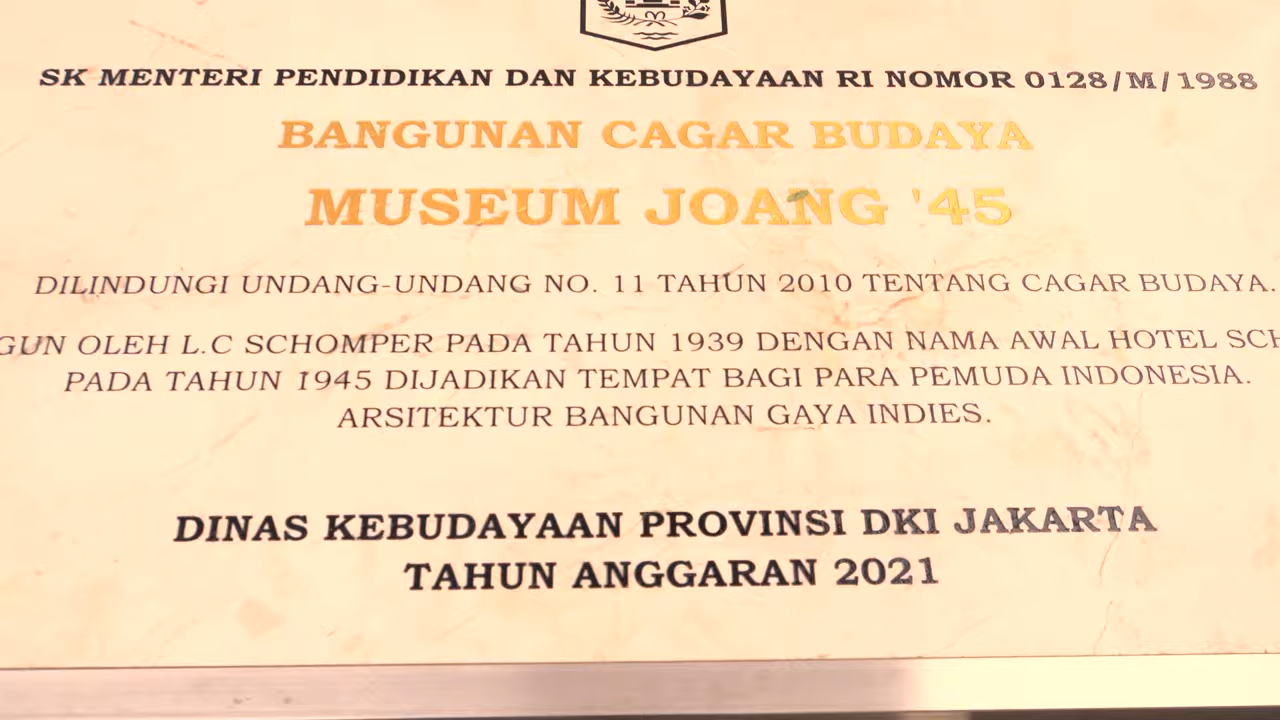 SK MENTERI PENDIDIKAN DAN KEBUDAYAAN RI NOMOR 0128/M/1988
BANGUNAN CAGAR BUDAYA
MUSEUM JOANG '45
DILINDUNGI UNDANG-UNDANG NO. 11 TAHUN 2010 TENTANG CAGAR BUDAYA.
OLEH L.C SCHOMPER PADA TAHUN 1939 DENGAN NAMA AWAL HOTEL
PADA TAHUN 1945 DIJADIKAN TEMPAT BAGI PARA PEMUDA INDONESIA.
ARSITEKTUR BANGUNAN GAYA INDIES.
DINAS KEBUDAYAAN PROVINSI DKI JAKARTA
TAHUN ANGGARAN 2021